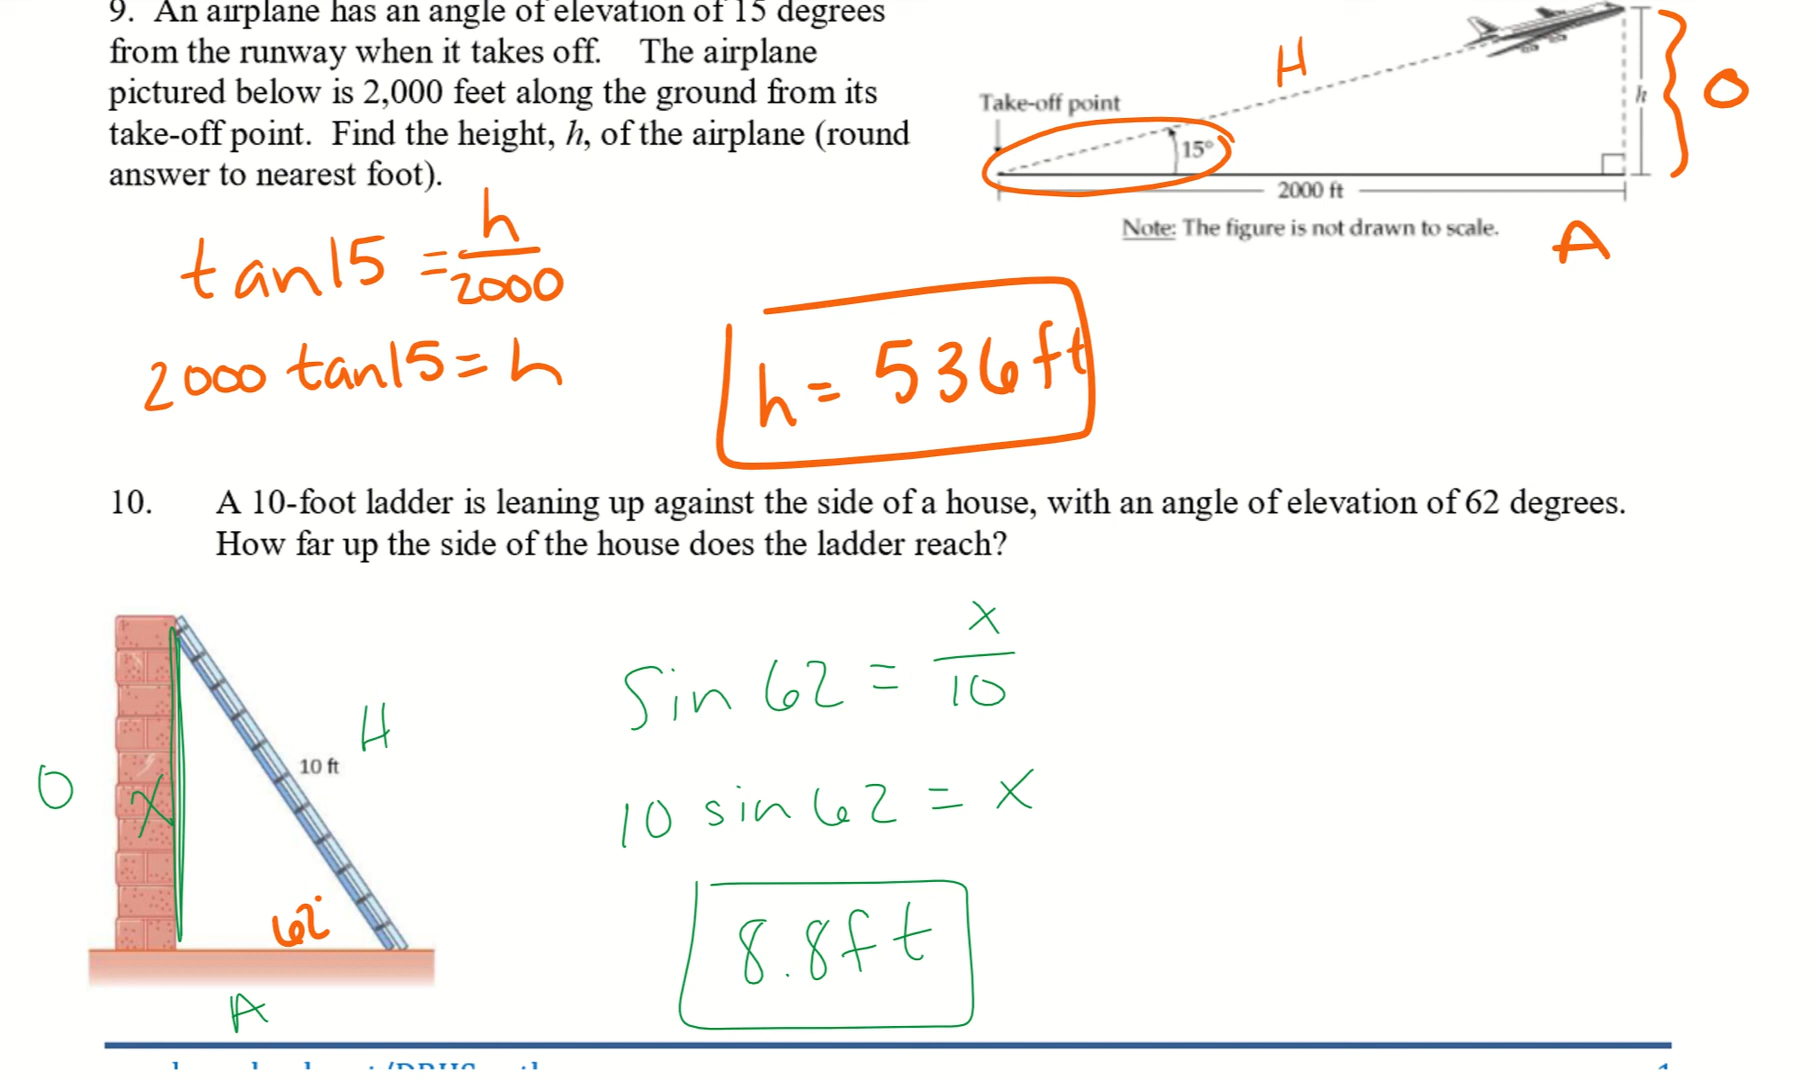 9. An airplane has an angle of elevation of 15 degrees
from the runway when it takes off. The airplane
pictured below is 2,000 feet along the ground from its
take-off point. Find the height, h, of the airplane (round
answer to nearest foot).
H
Take-off point
15°
h
O
2000 ft
Note: The figure is not drawn to scale.
A
tan15 = h/2000
2000 tan15 = h
h = 536ft
10. A 10-foot ladder is leaning up against the side of a house, with an angle of elevation of 62 degrees.
How far up the side of the house does the ladder reach?
O
X
H
10 ft
62°
A
Sin 62 = x/10
10 sin 62 = x
8.8ft